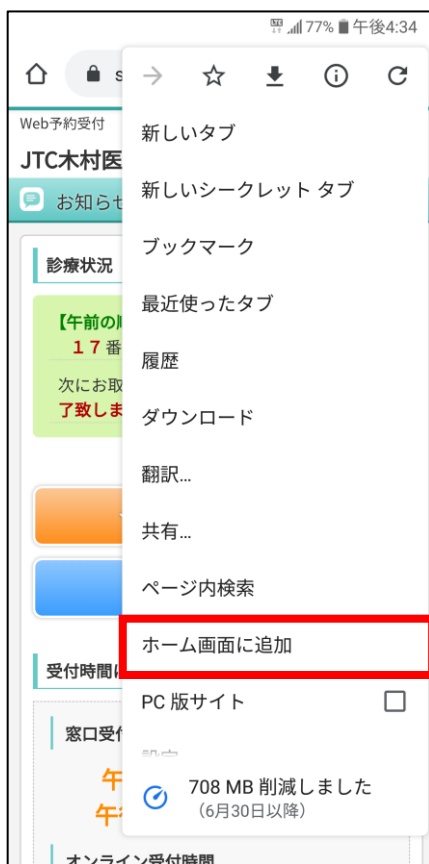 77% 午後4:34
Web予約受付
JTC木村医
お知らせ
診療状況
【午前の
17番
次にお取
了致しま
受付時間
窓口受付
午
午
オンライン受付時間
新しいタブ
新しいシークレット タブ
ブックマーク
最近使ったタブ
履歴
ダウンロード
翻訳...
共有...
ページ内検索
ホーム画面に追加
PC 版サイト
設定
708 MB 削減しました
（6月30日以降）